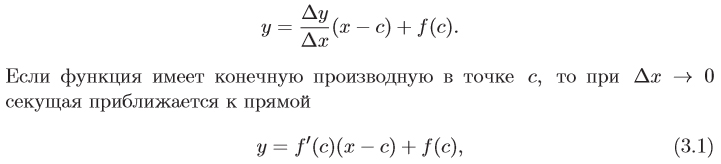 y = \frac{\Delta y}{\Delta x}(x − c) + f(c).
Если функция имеет конечную производную в точке c, то при Δx → 0
секущая приближается к прямой
y = f′(c)(x − c) + f(c), (3.1)